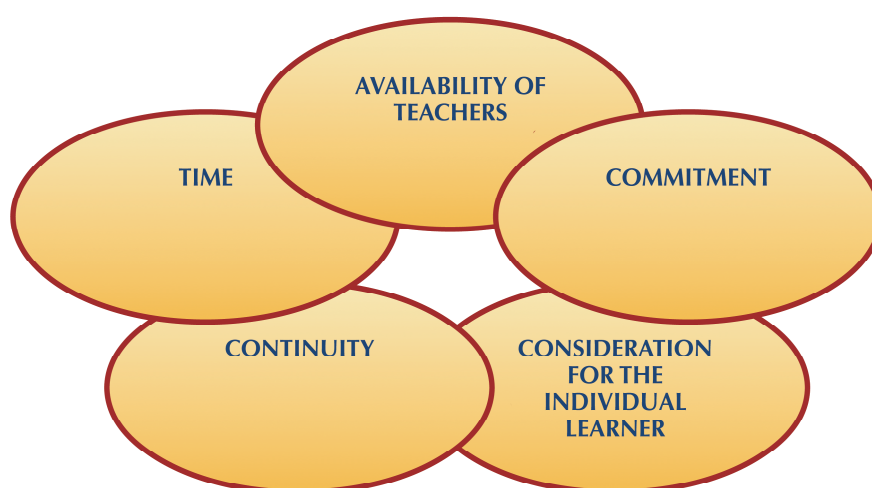 AVAILABILITY OF
TEACHERS
TIME
COMMITMENT
CONTINUITY
CONSIDERATION
FOR THE
INDIVIDUAL
LEARNER